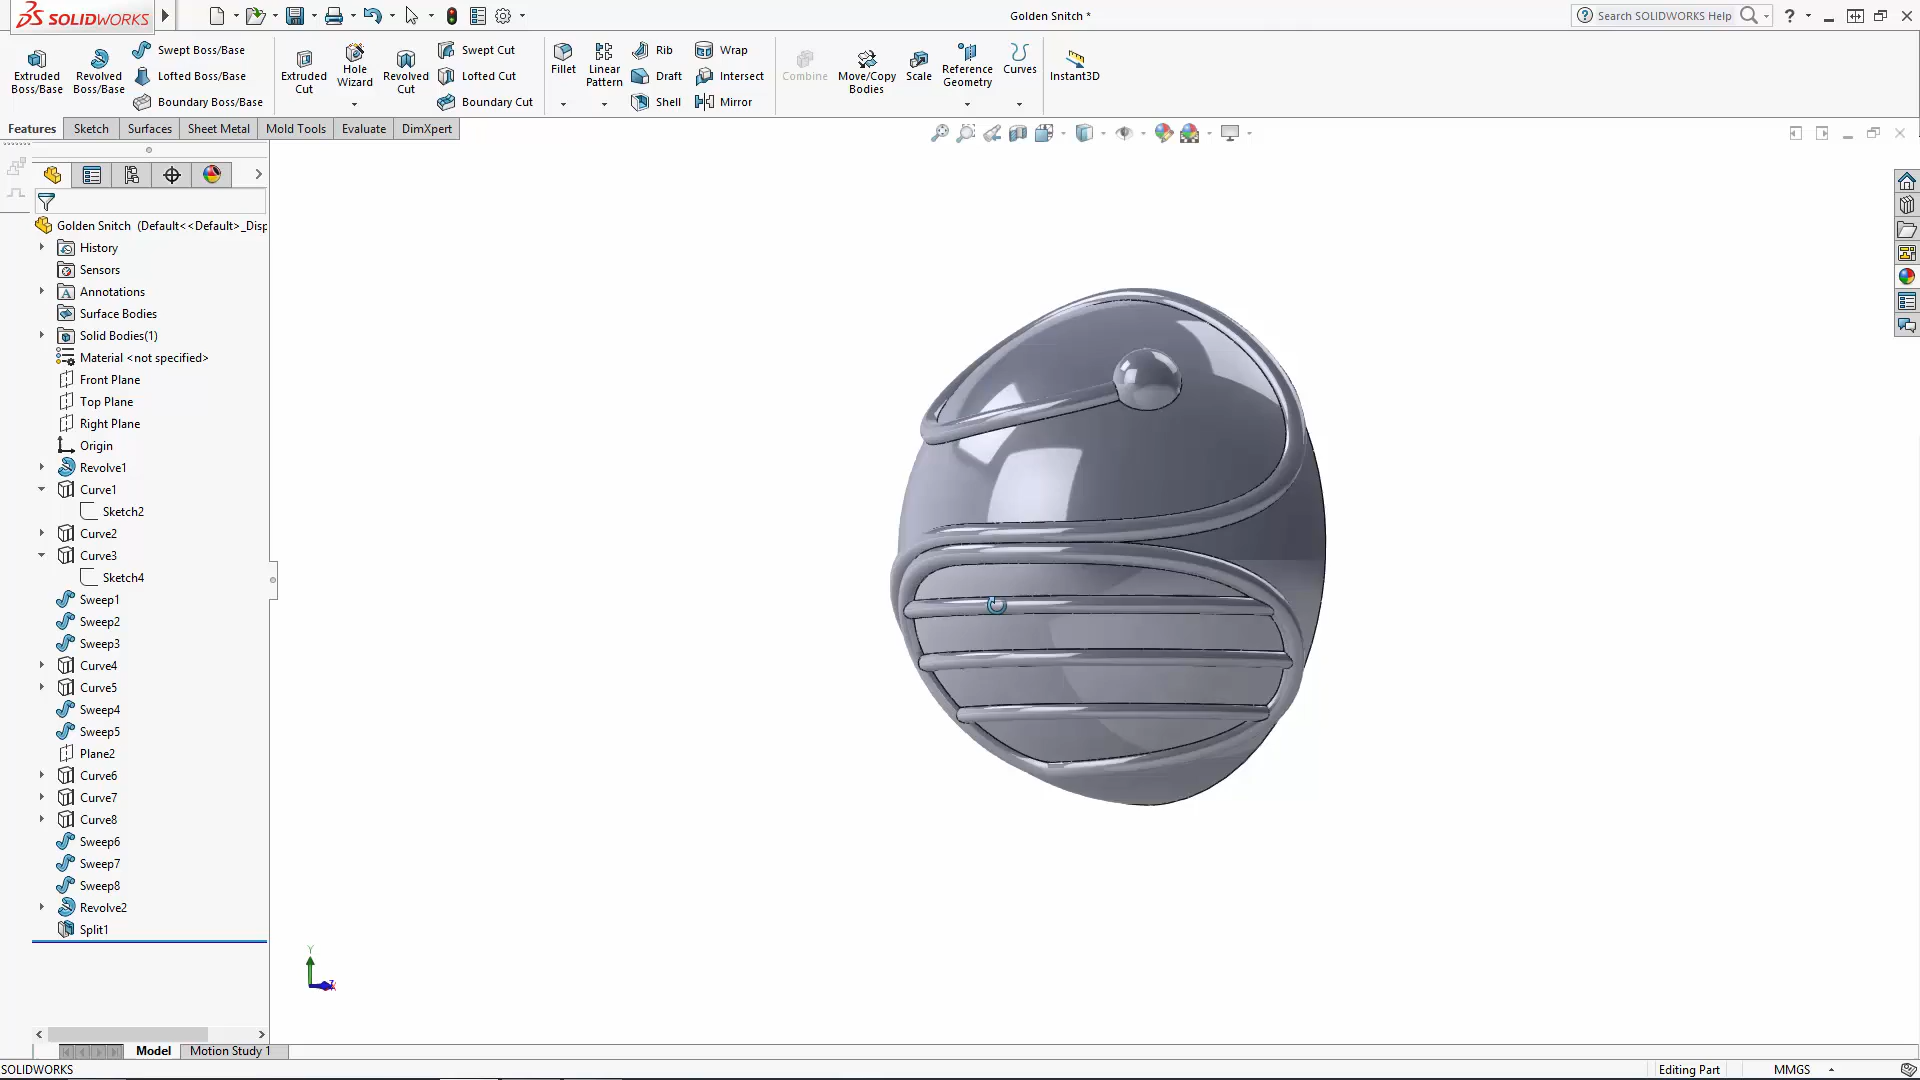 SOLIDWORKS
Golden Snitch *
Search SOLIDWORKS Help
?
Extruded Boss/Base
Revolved Boss/Base
Swept Boss/Base
Lofted Boss/Base
Boundary Boss/Base
Extruded Cut
Hole Wizard
Revolved Cut
Swept Cut
Lofted Cut
Boundary Cut
Fillet
Linear Pattern
Rib
Draft
Shell
Wrap
Intersect
Mirror
Combine
Move/Copy Bodies
Scale
Reference Geometry
Curves
Instant3D
Features
Sketch
Surfaces
Sheet Metal
Mold Tools
Evaluate
DimXpert
Golden Snitch (Default<<Default>_Disp
History
Sensors
Annotations
Surface Bodies
Solid Bodies(1)
Material <not specified>
Front Plane
Top Plane
Right Plane
Origin
Revolve1
Curve1
Sketch2
Curve2
Curve3
Sketch4
Sweep1
Sweep2
Sweep3
Curve4
Curve5
Sweep4
Sweep5
Plane2
Curve6
Curve7
Curve8
Sweep6
Sweep7
Sweep8
Revolve2
Split1
Y
Model
Motion Study 1
SOLIDWORKS
Editing Part
MMGS